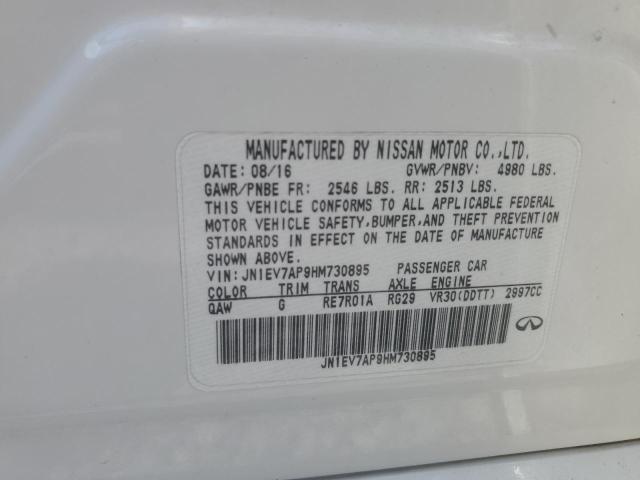 MANUFACTURED BY NISSAN MOTOR CO.,LTD.
DATE: 08/16 GVWR/PNBV: 4980 LBS.
GAWR/PNBE FR: 2546 LBS. RR: 2513 LBS.
THIS VEHICLE CONFORMS TO ALL APPLICABLE FEDERAL
MOTOR VEHICLE SAFETY,BUMPER,AND THEFT PREVENTION
STANDARDS IN EFFECT ON THE DATE OF MANUFACTURE
SHOWN ABOVE.
VIN: JN1EV7AP9HM730895 PASSENGER CAR
COLOR TRIM TRANS AXLE ENGINE
QAW G RE7R01A RG29 VR30(DDTT) 2997CC
JN1EV7AP9HM730895